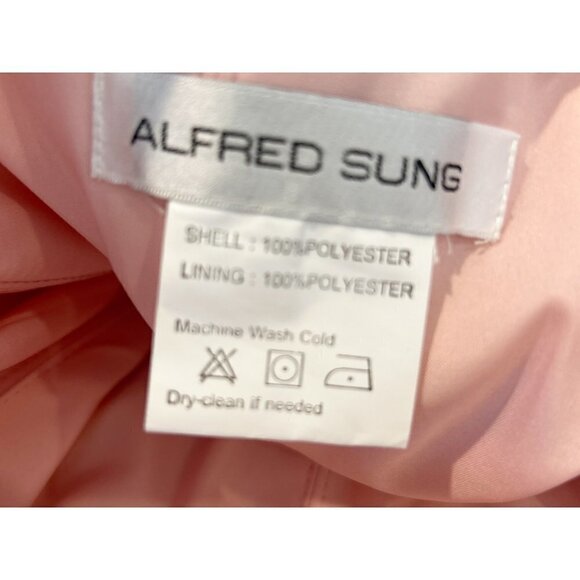 ALFRED SUNG
SHELL : 100%POLYESTER
LINING : 100%POLYESTER
Machine Wash Cold
Dry-clean if needed